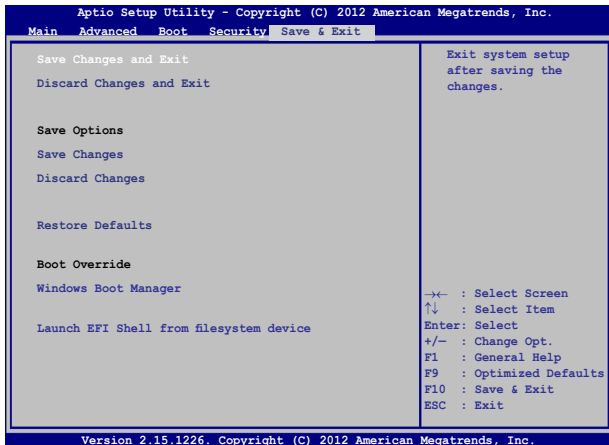 Aptio Setup Utility - Copyright (C) 2012 American Megatrends, Inc.
Main Advanced Boot Security Save & Exit
Save Changes and Exit
Discard Changes and Exit
Save Options
Save Changes
Discard Changes
Restore Defaults
Boot Override
Windows Boot Manager
Launch EFI Shell from filesystem device
Exit system setup
after saving the
changes.
→← : Select Screen
↑↓ : Select Item
Enter: Select
+/— : Change Opt.
F1 : General Help
F9 : Optimized Defaults
F10 : Save & Exit
ESC : Exit
Version 2.15.1226. Copyright (C) 2012 American Megatrends, Inc.